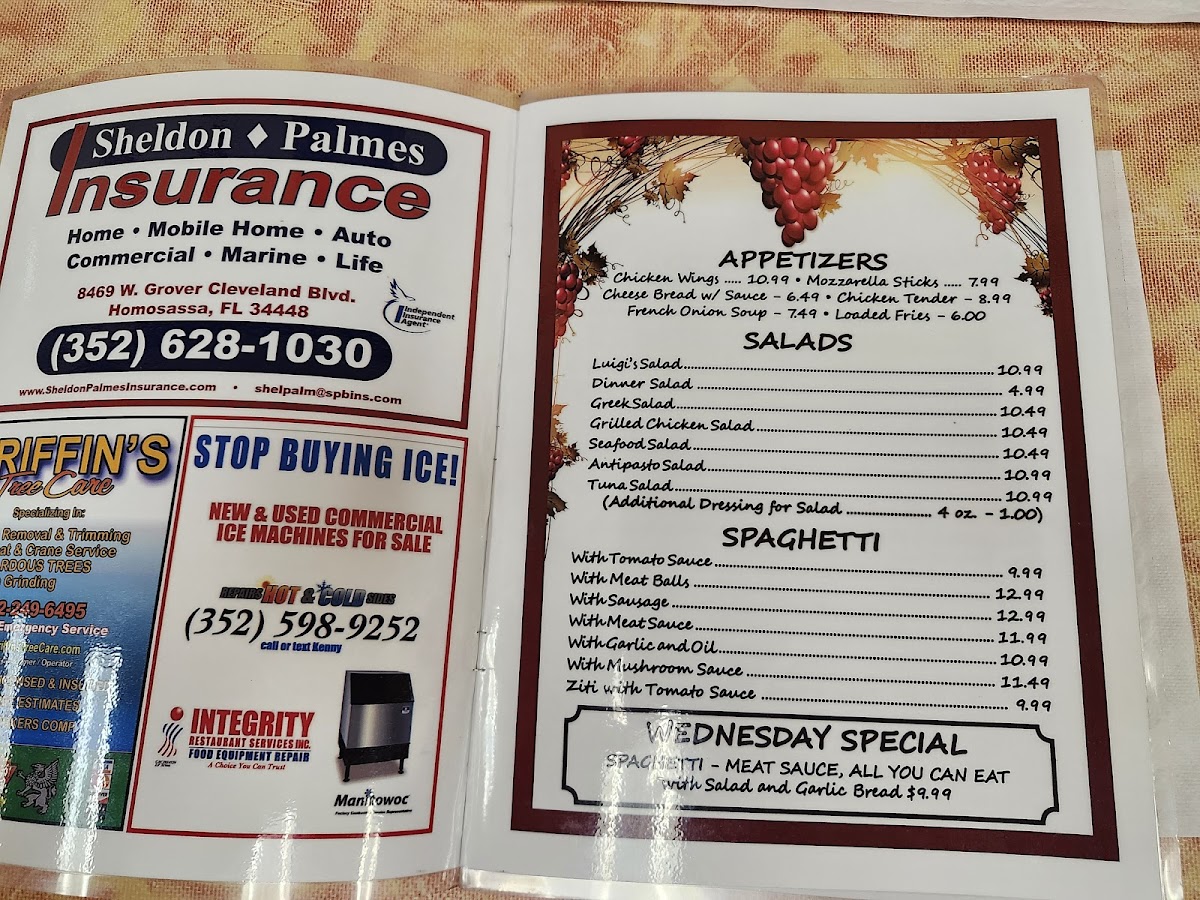 Sheldon ♦ Palmes
Insurance
Home • Mobile Home • Auto
Commercial • Marine • Life
8469 W. Grover Cleveland Blvd.
Homosassa, FL 34448
Independent
Insurance
Agent
(352) 628-1030
www.SheldonPalmesInsurance.com • shelpalm@spbins.com
RIFFIN'S
Tree Care
Specializing In:
Removal & Trimming
at & Crane Service
RDOUS TREES
Grinding
2-249-6495
Emergency Service
TreeCare.com
ner / Operator
ESTIMATES
STOP BUYING ICE!
NEW & USED COMMERCIAL
ICE MACHINES FOR SALE
REPAIRS HOT & COLD SIDES
(352) 598-9252
call or text Kenny
INTEGRITY
RESTAURANT SERVICES INC.
FOOD EQUIPMENT REPAIR
A Choice You Can Trust
Manitowoc
APPETIZERS
Chicken Wings ..... 10.99 • Mozzarella Sticks ..... 7.99
Cheese Bread w/ Sauce - 6.49 • Chicken Tender - 8.99
French Onion Soup - 7.49 • Loaded Fries - 6.00
SALADS
Luigi's Salad 10.99
Dinner Salad 4.99
Greek Salad 10.49
Grilled Chicken Salad 10.49
Seafood Salad 10.49
Antipasto Salad 10.99
Tuna Salad 10.99
(Additional Dressing for Salad 4 oz. - 1.00)
SPAGHETTI
With Tomato Sauce 9.99
With Meat Balls 12.99
With Sausage 12.99
With Meat Sauce 11.99
With Garlic and Oil 10.99
With Mushroom Sauce 11.49
Ziti with Tomato Sauce 9.99
WEDNESDAY SPECIAL
SPAGHETTI - MEAT SAUCE, ALL YOU CAN EAT
with Salad and Garlic Bread $9.99